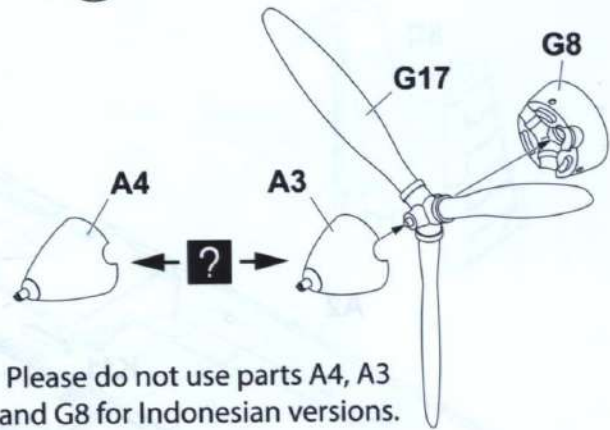 G8
G17
A4
A3
?
Please do not use parts A4, A3
and G8 for Indonesian versions.